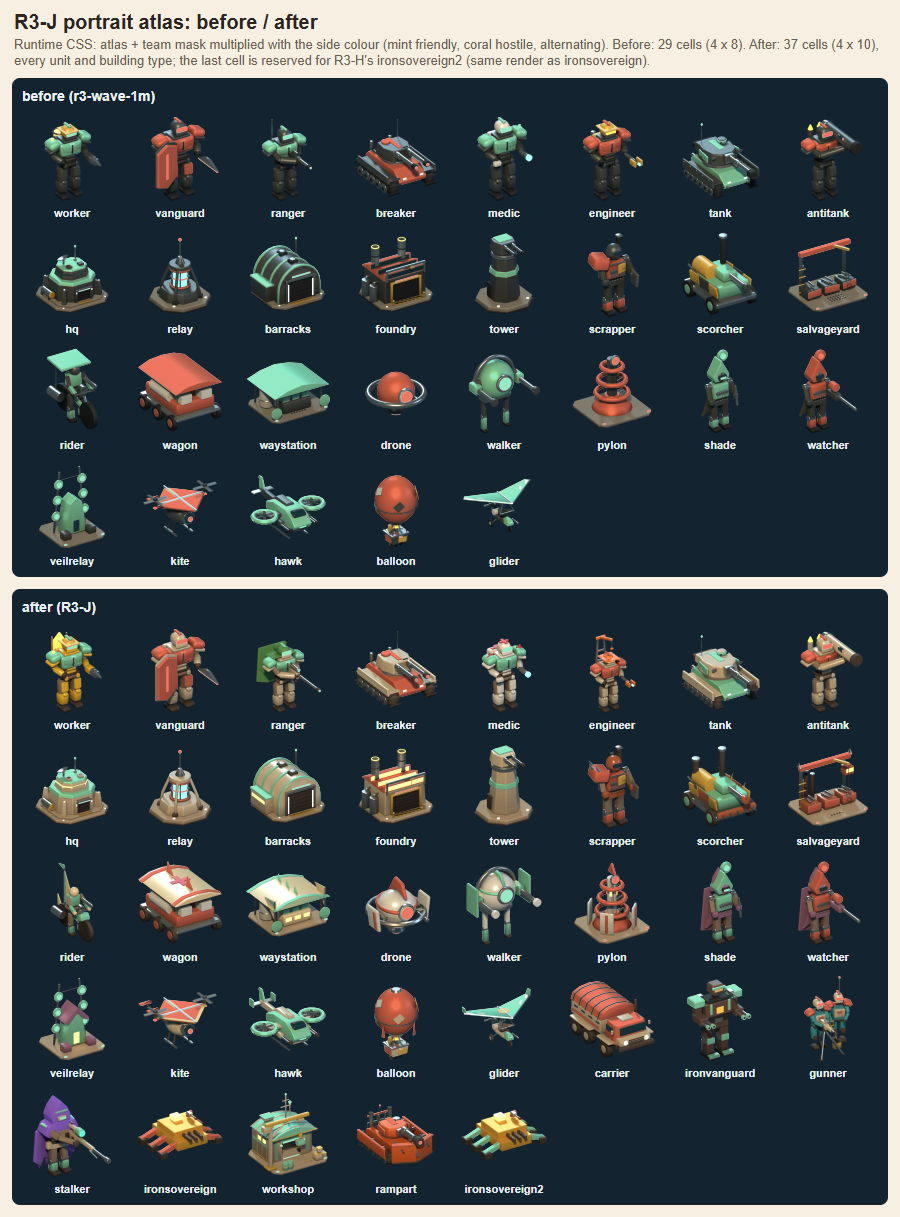 R3-J portrait atlas: before / after
Runtime CSS: atlas + team mask multiplied with the side colour (mint friendly, coral hostile, alternating). Before: 29 cells (4 x 8). After: 37 cells (4 x 10),
every unit and building type; the last cell is reserved for R3-H's ironsovereign2 (same render as ironsovereign).
before (r3-wave-1m)
worker vanguard ranger breaker medic engineer tank antitank
hq relay barracks foundry tower scrapper scorcher salvageyard
rider wagon waystation drone walker pylon shade watcher
veilrelay kite hawk balloon glider
after (R3-J)
worker vanguard ranger breaker medic engineer tank antitank
hq relay barracks foundry tower scrapper scorcher salvageyard
rider wagon waystation drone walker pylon shade watcher
veilrelay kite hawk balloon glider carrier ironvanguard gunner
stalker ironsovereign workshop rampart ironsovereign2